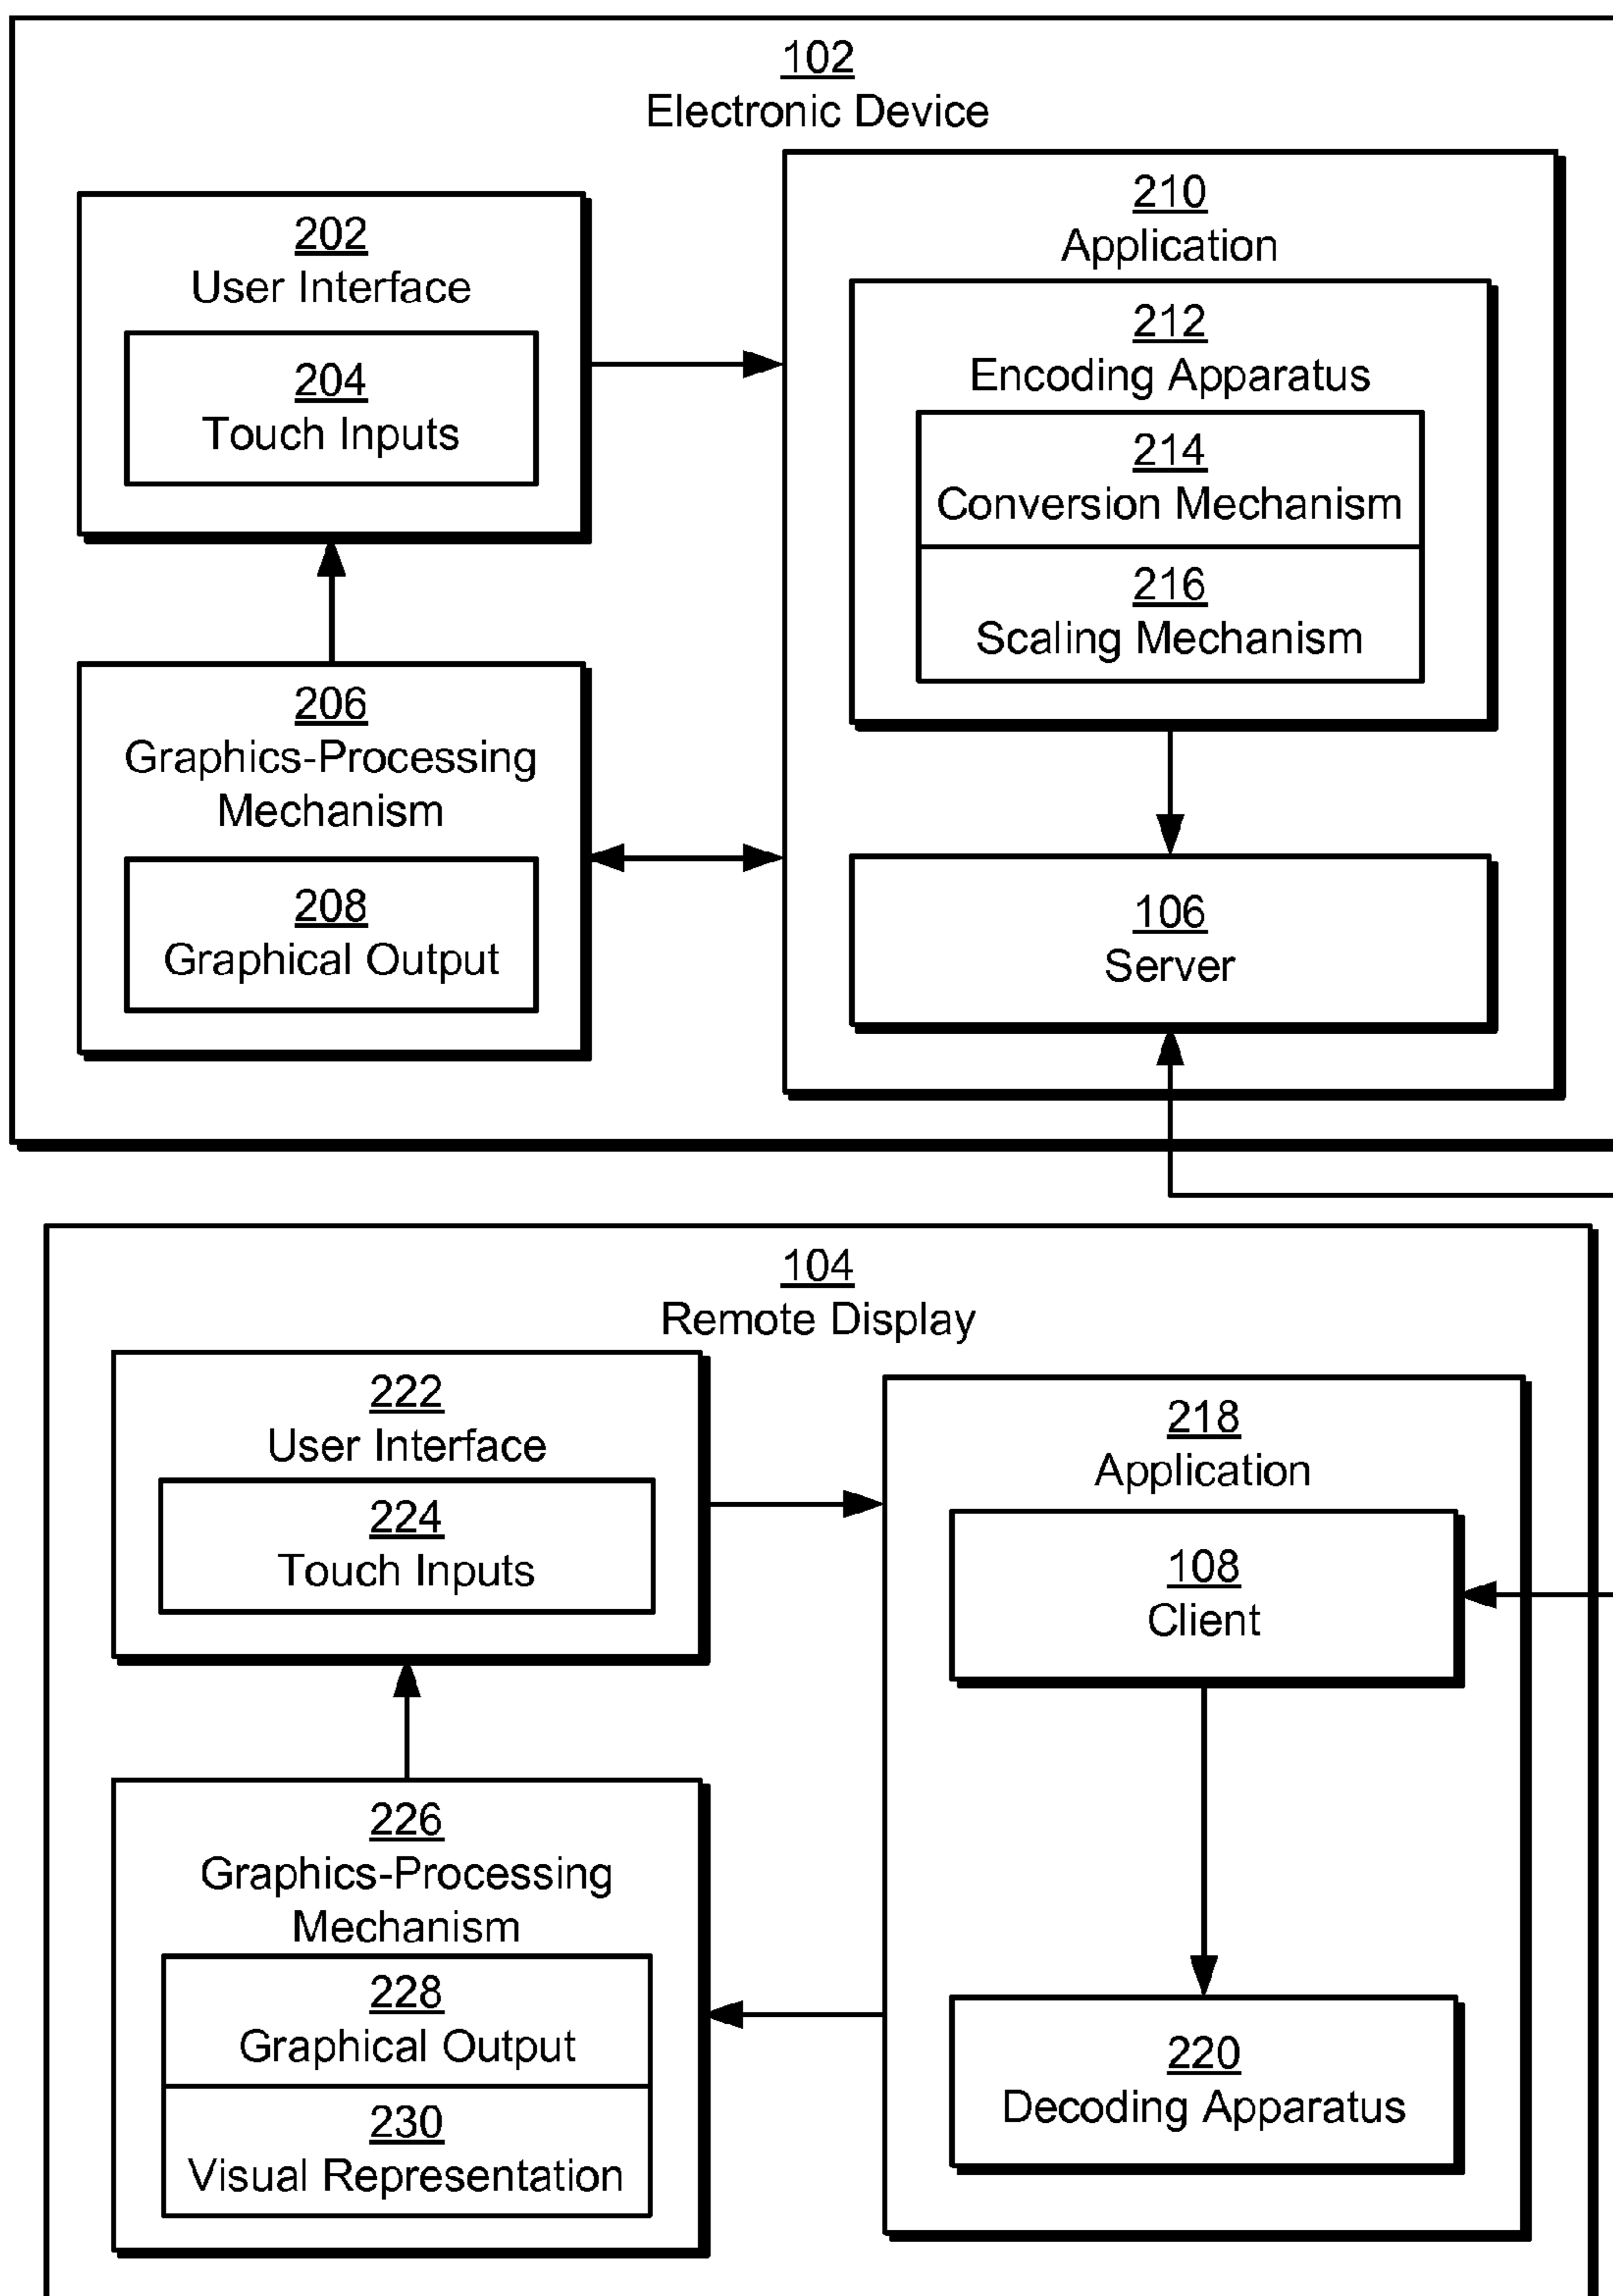 102
Electronic Device
202
User Interface
204
Touch Inputs
206
Graphics-Processing
Mechanism
208
Graphical Output
210
Application
212
Encoding Apparatus
214
Conversion Mechanism
216
Scaling Mechanism
106
Server
104
Remote Display
222
User Interface
224
Touch Inputs
226
Graphics-Processing
Mechanism
228
Graphical Output
230
Visual Representation
218
Application
108
Client
220
Decoding Apparatus